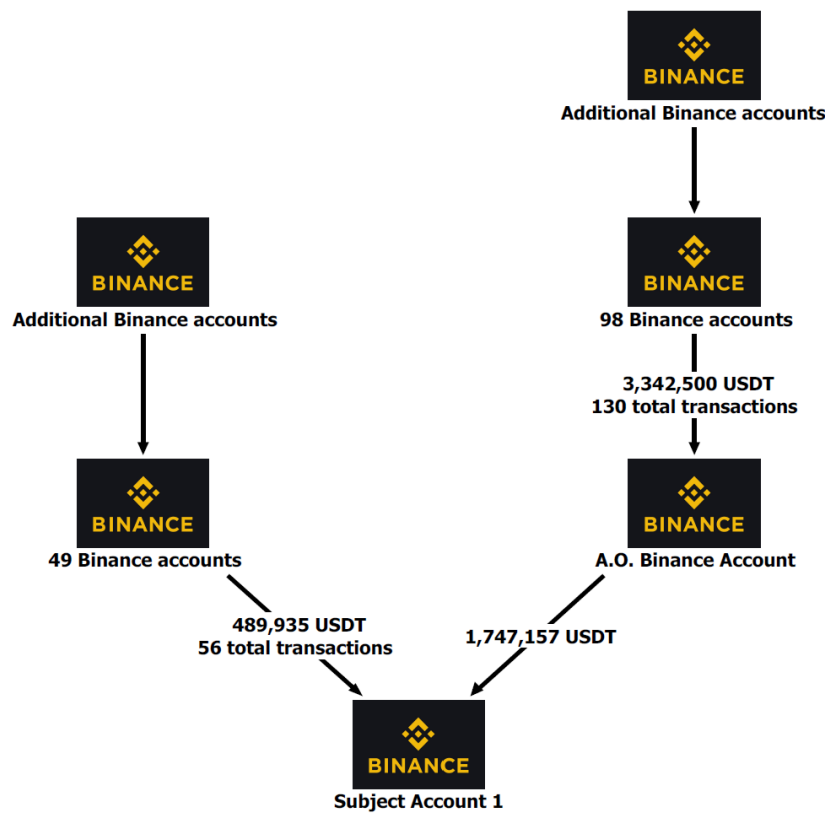 BINANCE
Additional Binance accounts
BINANCE
Additional Binance accounts
BINANCE
98 Binance accounts
3,342,500 USDT
130 total transactions
BINANCE
49 Binance accounts
BINANCE
A.O. Binance Account
489,935 USDT
56 total transactions
1,747,157 USDT
BINANCE
Subject Account 1